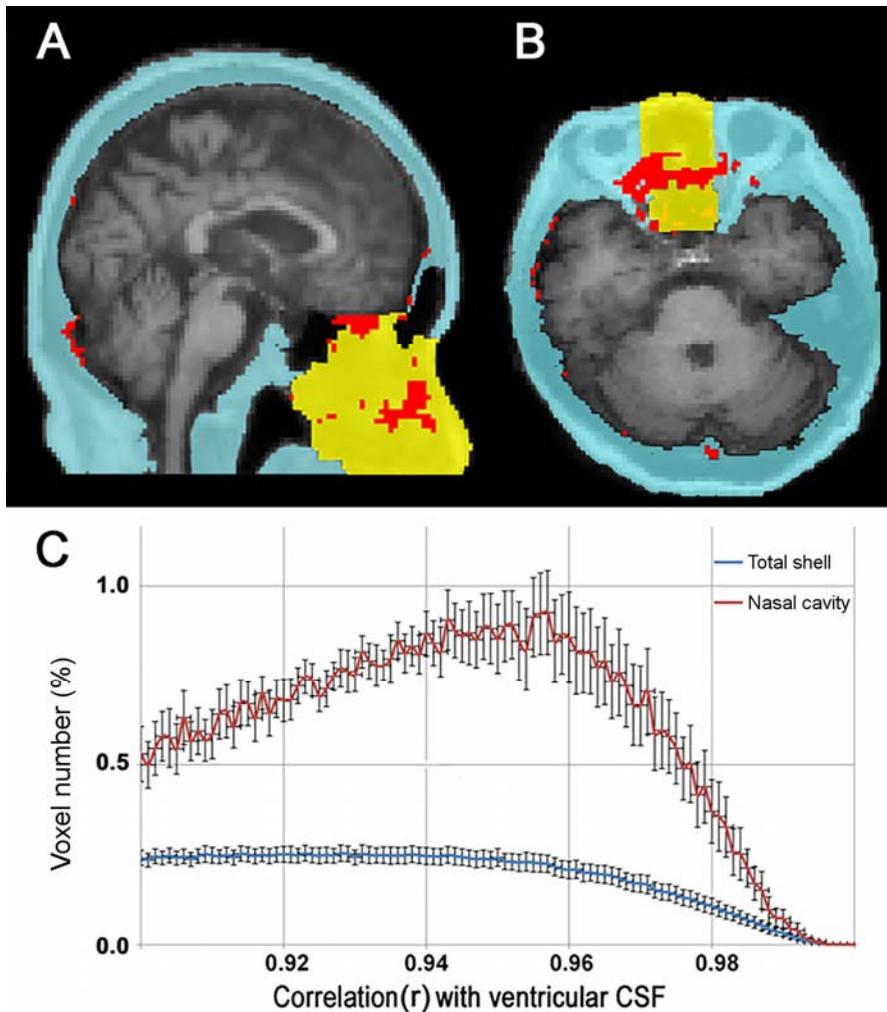 A
B
C
Total shell
Nasal cavity
1.0
0.5
0.0
Voxel number (%)
0.92
0.94
0.96
0.98
Correlation(r) with ventricular CSF